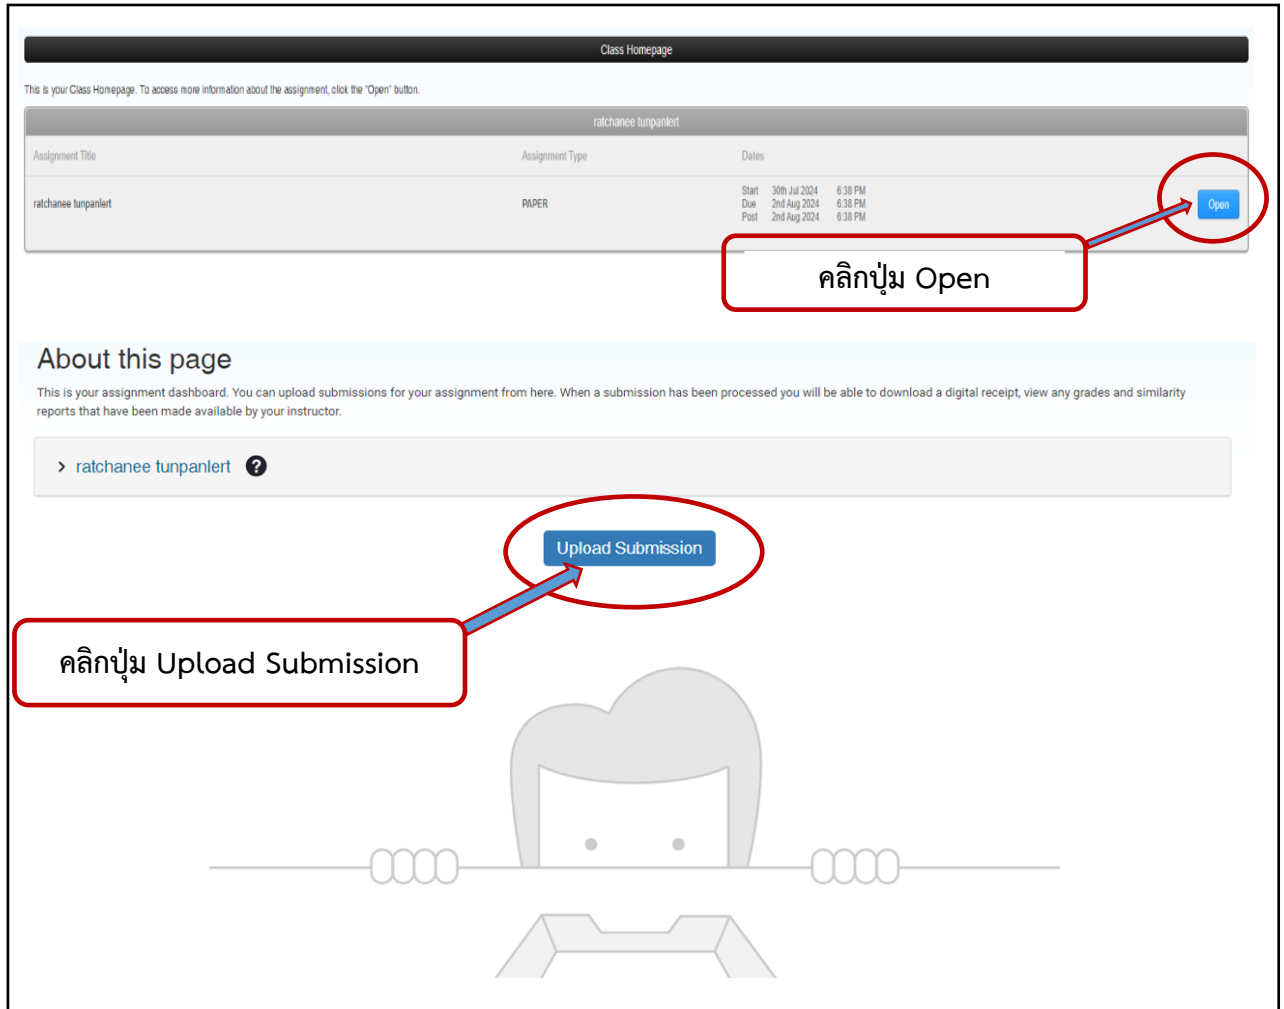 Class Homepage
This is your Class Homepage. To access more information about the assignment, click the "Open" button.
ratchanee tunpanlert
Assignment Title Assignment Type Dates
ratchanee tunpanlert PAPER Start 30th Jul 2024 6:38 PM
Due 2nd Aug 2024 6:38 PM
Post 2nd Aug 2024 6:38 PM
Open
คลิกปุ่ม Open
About this page
This is your assignment dashboard. You can upload submissions for your assignment from here. When a submission has been processed you will be able to download a digital receipt, view any grades and similarity
reports that have been made available by your instructor.
> ratchanee tunpanlert ?
Upload Submission
คลิกปุ่ม Upload Submission